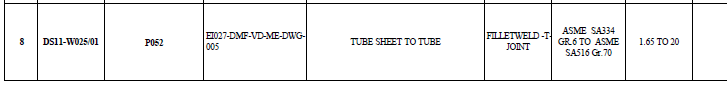 8 DS11-W025/01 P052 EI027-DMF-VD-ME-DWG-005 TUBE SHEET TO TUBE FILLETWELD -T-JOINT ASME SA334 GR.6 TO ASME SA516 Gr.70 1.65 TO 20